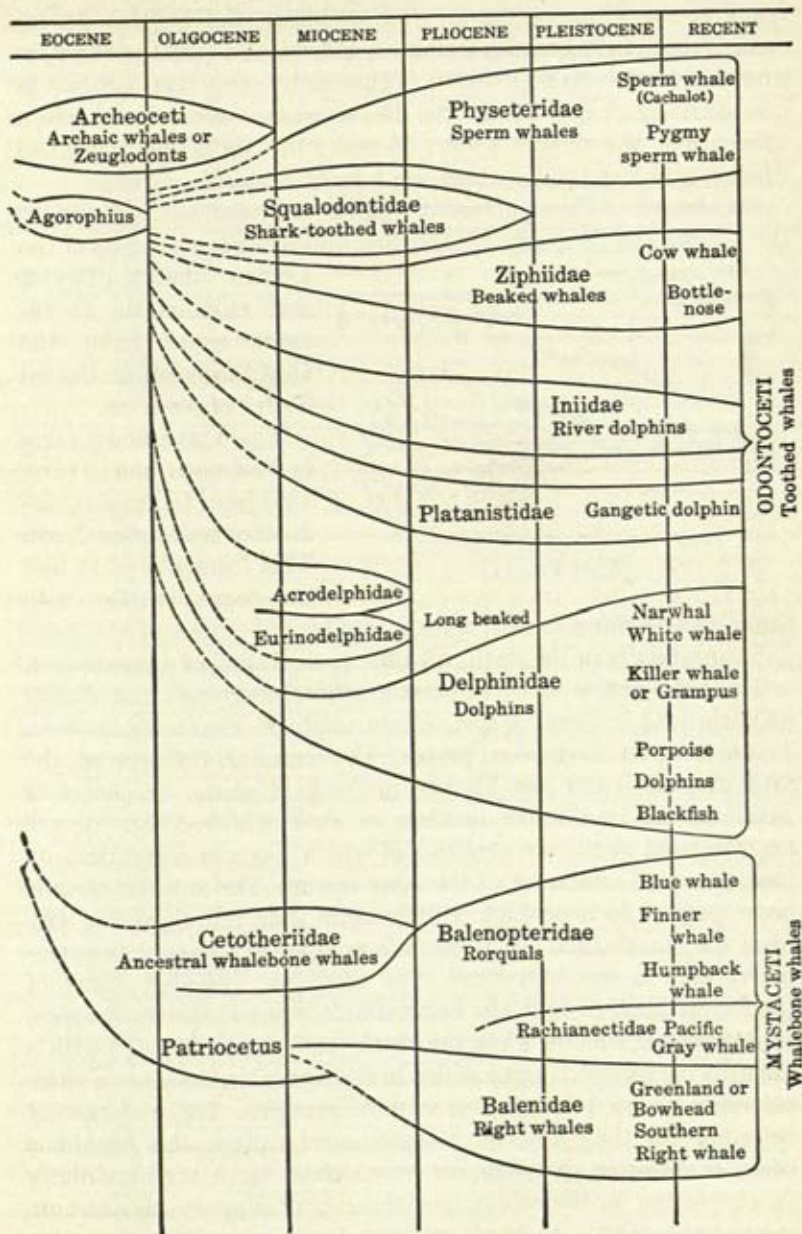 EOCENE OLIGOCENE MIOCENE PLIOCENE PLEISTOCENE RECENT
Archeoceti
Archaic whales or
Zeuglodonts
Physeteridae
Sperm whales
Sperm whale
(Cachalot)
Pygmy
sperm whale
Agorophius
Squalodontidae
Shark-toothed whales
Ziphiidae
Beaked whales
Cow whale
Bottle-
nose
Iniidae
River dolphins
Platanistidae
Gangetic dolphin
Acrodelphidae
Eurinodelphidae
Long beaked
Delphinidae
Dolphins
Narwhal
White whale
Killer whale
or Grampus
Porpoise
Dolphins
Blackfish
ODONTOCETI
Toothed whales
Cetotheriidae
Ancestral whalebone whales
Balenopteridae
Rorquals
Blue whale
Finner
whale
Humpback
whale
Rachianectidae Pacific
Gray whale
Patriocetus
Balenidae
Right whales
Greenland or
Bowhead
Southern
Right whale
MYSTACETI
Whalebone whales